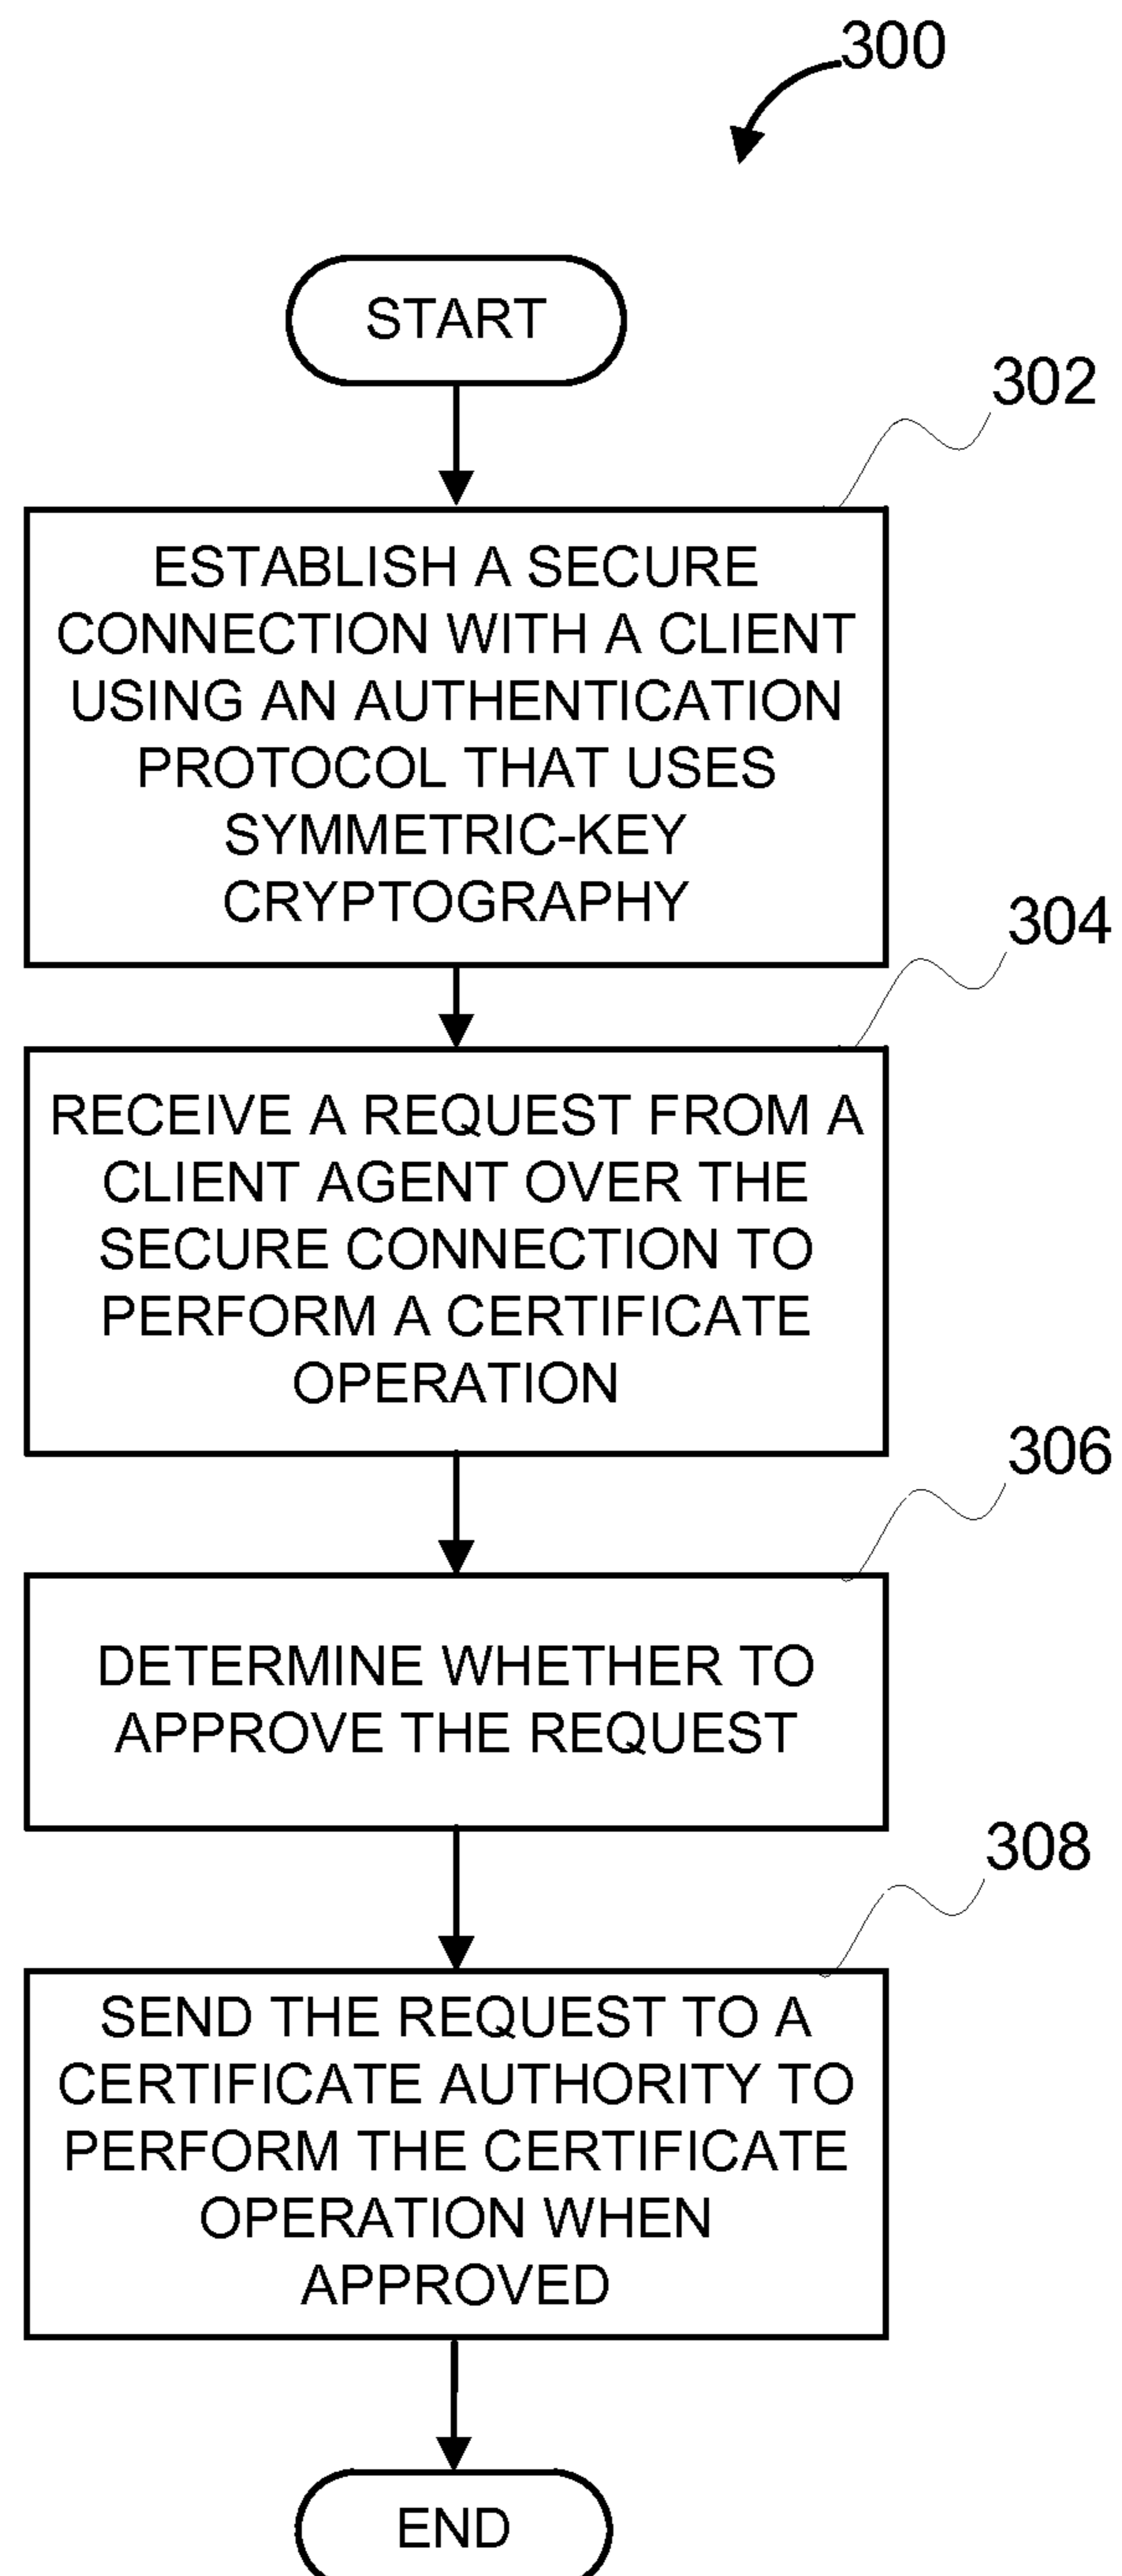 300
START
302
ESTABLISH A SECURE
CONNECTION WITH A CLIENT
USING AN AUTHENTICATION
PROTOCOL THAT USES
SYMMETRIC-KEY
CRYPTOGRAPHY
304
RECEIVE A REQUEST FROM A
CLIENT AGENT OVER THE
SECURE CONNECTION TO
PERFORM A CERTIFICATE
OPERATION
306
DETERMINE WHETHER TO
APPROVE THE REQUEST
308
SEND THE REQUEST TO A
CERTIFICATE AUTHORITY TO
PERFORM THE CERTIFICATE
OPERATION WHEN
APPROVED
END